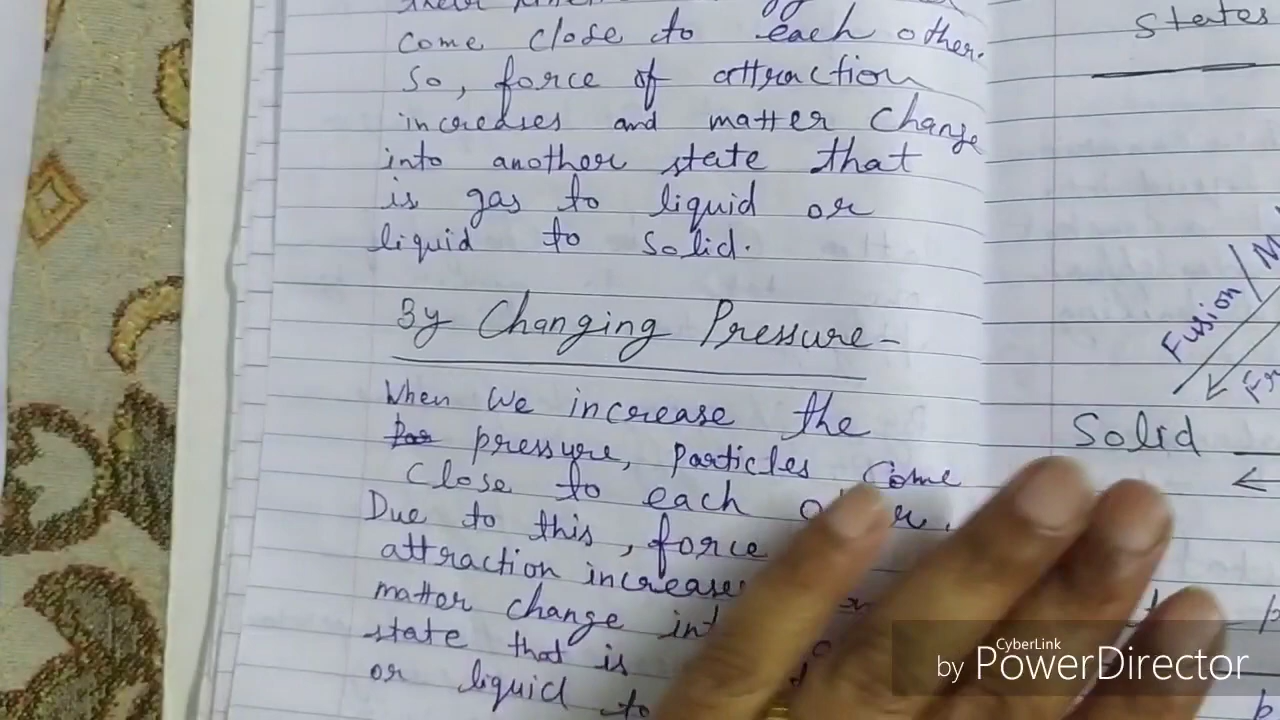 come close to each other.
So, force of attraction
increases and matter change
into another state that
is gas to liquid or
liquid to solid.
By Changing Pressure-
When we increase the
pressure, particles come
close to each
Due to this, force
attraction increases
matter change
state that is
or liquid to
states
Fusion
Solid
CyberLink
by PowerDirector